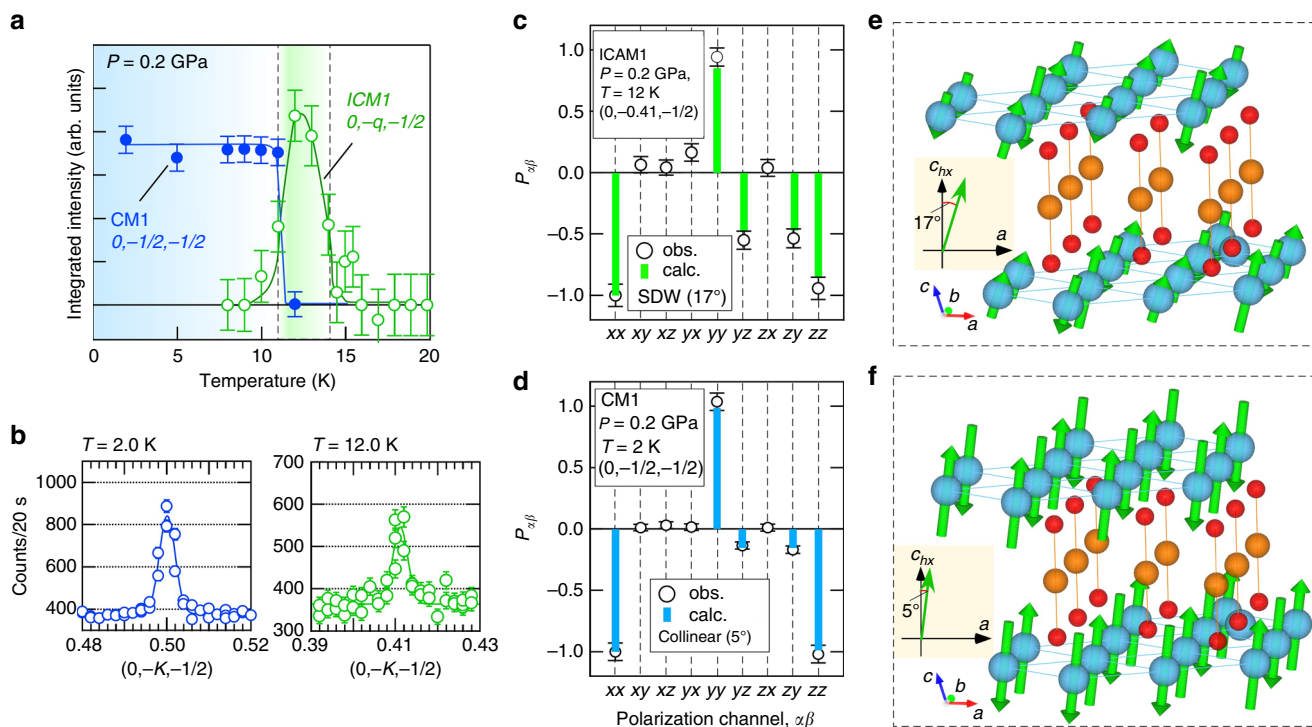 a
P = 0.2 GPa
ICM1
0,−q,−1/2
CM1
0,−1/2,−1/2
Integrated intensity (arb. units)
0 5 10 15 20
Temperature (K)
b
T = 2.0 K
T = 12.0 K
1000
800
600
400
Counts/20 s
0.48 0.50 0.52
(0,−K,−1/2)
700
600
500
400
300
0.39 0.41 0.43
(0,−K,−1/2)
c
ICAM1
P = 0.2 GPa,
T = 12 K
(0,−0.41,−1/2)
1.0
0.5
0.0
−0.5
−1.0
Pαβ
obs.
calc.
SDW (17°)
xx xy xz yx yy yz zx zy zz
d
CM1
P = 0.2 GPa
T = 2 K
(0,−1/2,−1/2)
1.0
0.5
0.0
−0.5
−1.0
Pαβ
obs.
calc.
Collinear (5°)
xx xy xz yx yy yz zx zy zz
Polarization channel, αβ
e
chx
17°
a
c b a
f
chx
5°
a
c b a